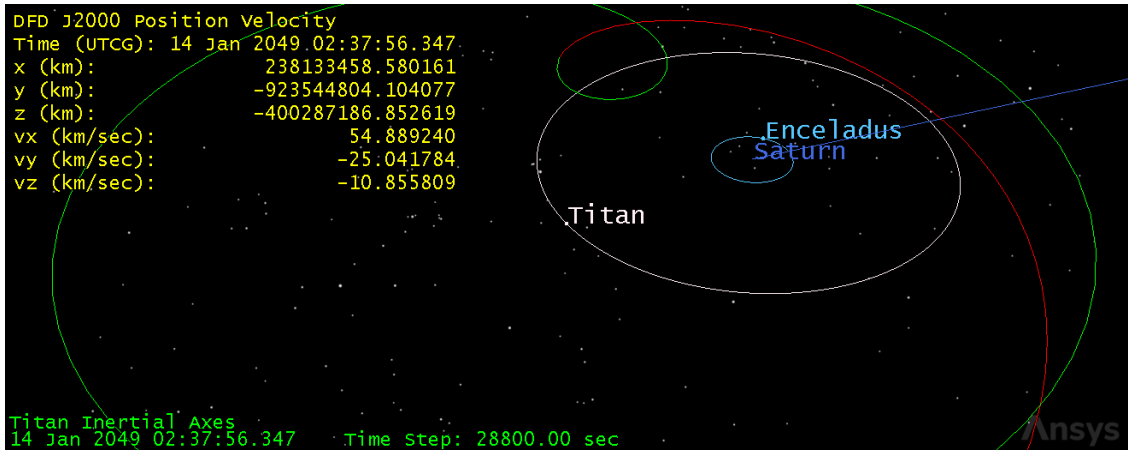 DFD J2000 Position Velocity
Time (UTCG): 14 Jan 2049 02:37:56.347
x (km): 238133458.580161
y (km): -923544804.104077
z (km): -400287186.852619
vx (km/sec): 54.889240
vy (km/sec): -25.041784
vz (km/sec): -10.855809
Enceladus
Saturn
Titan
Titan Inertial Axes
14 Jan 2049 02:37:56.347 Time Step: 28800.00 sec
Ansys